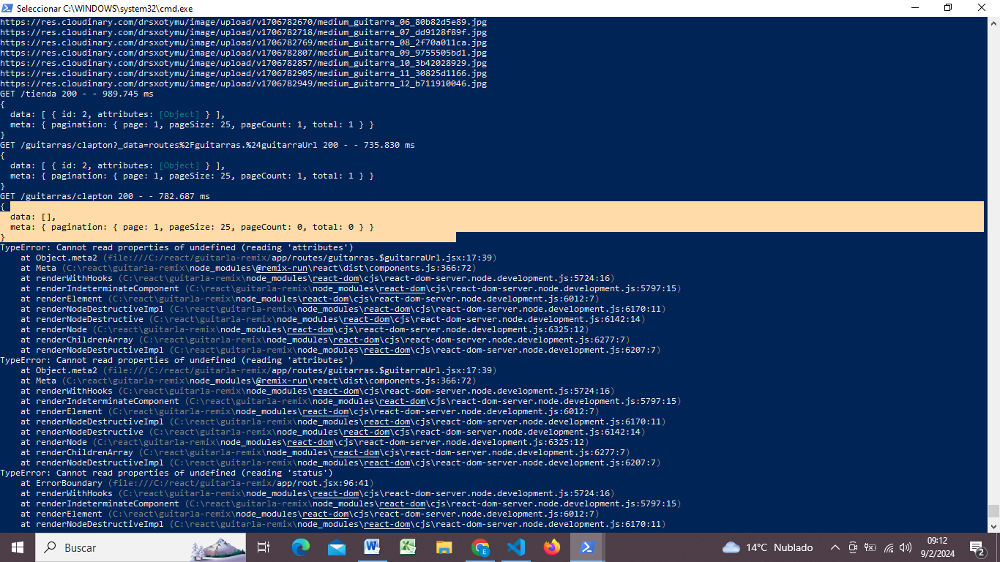 Seleccionar C:\WINDOWS\system32\cmd.exe
https://res.cloudinary.com/drsxotymu/image/upload/v1706782670/medium_guitarra_06_80b82d5e89.jpg
https://res.cloudinary.com/drsxotymu/image/upload/v1706782718/medium_guitarra_07_dd9128f89f.jpg
https://res.cloudinary.com/drsxotymu/image/upload/v1706782769/medium_guitarra_08_2f70a011ca.jpg
https://res.cloudinary.com/drsxotymu/image/upload/v1706782807/medium_guitarra_09_9755505bd1.jpg
https://res.cloudinary.com/drsxotymu/image/upload/v1706782857/medium_guitarra_10_3b42028929.jpg
https://res.cloudinary.com/drsxotymu/image/upload/v1706782905/medium_guitarra_11_30825d1166.jpg
https://res.cloudinary.com/drsxotymu/image/upload/v1706782949/medium_guitarra_12_b711910046.jpg
GET /tienda 200 - - 989.745 ms
{
  data: [ { id: 2, attributes: [Object] } ],
  meta: { pagination: { page: 1, pageSize: 25, pageCount: 1, total: 1 } }
}
GET /guitarras/clapton?_data=routes%2Fguitarras.%24guitarraUrl 200 - - 735.830 ms
{
  data: [ { id: 2, attributes: [Object] } ],
  meta: { pagination: { page: 1, pageSize: 25, pageCount: 1, total: 1 } }
}
GET /guitarras/clapton 200 - - 782.687 ms
{
  data: [],
  meta: { pagination: { page: 1, pageSize: 25, pageCount: 0, total: 0 } }
}
TypeError: Cannot read properties of undefined (reading 'attributes')
    at Object.meta2 (file:///C:/react/guitarla-remix/app/routes/guitarras.$guitarraUrl.jsx:17:39)
    at Meta (C:\react\guitarla-remix\node_modules\@remix-run\react\dist\components.js:366:72)
    at renderWithHooks (C:\react\guitarla-remix\node_modules\react-dom\cjs\react-dom-server.node.development.js:5724:16)
    at renderIndeterminateComponent (C:\react\guitarla-remix\node_modules\react-dom\cjs\react-dom-server.node.development.js:5797:15)
    at renderElement (C:\react\guitarla-remix\node_modules\react-dom\cjs\react-dom-server.node.development.js:6012:7)
    at renderNodeDestructiveImpl (C:\react\guitarla-remix\node_modules\react-dom\cjs\react-dom-server.node.development.js:6170:11)
    at renderNodeDestructive (C:\react\guitarla-remix\node_modules\react-dom\cjs\react-dom-server.node.development.js:6142:14)
    at renderNode (C:\react\guitarla-remix\node_modules\react-dom\cjs\react-dom-server.node.development.js:6325:12)
    at renderChildrenArray (C:\react\guitarla-remix\node_modules\react-dom\cjs\react-dom-server.node.development.js:6277:7)
    at renderNodeDestructiveImpl (C:\react\guitarla-remix\node_modules\react-dom\cjs\react-dom-server.node.development.js:6207:7)
TypeError: Cannot read properties of undefined (reading 'attributes')
    at Object.meta2 (file:///C:/react/guitarla-remix/app/routes/guitarras.$guitarraUrl.jsx:17:39)
    at Meta (C:\react\guitarla-remix\node_modules\@remix-run\react\dist\components.js:366:72)
    at renderWithHooks (C:\react\guitarla-remix\node_modules\react-dom\cjs\react-dom-server.node.development.js:5724:16)
    at renderIndeterminateComponent (C:\react\guitarla-remix\node_modules\react-dom\cjs\react-dom-server.node.development.js:5797:15)
    at renderElement (C:\react\guitarla-remix\node_modules\react-dom\cjs\react-dom-server.node.development.js:6012:7)
    at renderNodeDestructiveImpl (C:\react\guitarla-remix\node_modules\react-dom\cjs\react-dom-server.node.development.js:6170:11)
    at renderNodeDestructive (C:\react\guitarla-remix\node_modules\react-dom\cjs\react-dom-server.node.development.js:6142:14)
    at renderNode (C:\react\guitarla-remix\node_modules\react-dom\cjs\react-dom-server.node.development.js:6325:12)
    at renderChildrenArray (C:\react\guitarla-remix\node_modules\react-dom\cjs\react-dom-server.node.development.js:6277:7)
    at renderNodeDestructiveImpl (C:\react\guitarla-remix\node_modules\react-dom\cjs\react-dom-server.node.development.js:6207:7)
TypeError: Cannot read properties of undefined (reading 'status')
    at ErrorBoundary (file:///C:/react/guitarla-remix/app/root.jsx:96:41)
    at renderWithHooks (C:\react\guitarla-remix\node_modules\react-dom\cjs\react-dom-server.node.development.js:5724:16)
    at renderIndeterminateComponent (C:\react\guitarla-remix\node_modules\react-dom\cjs\react-dom-server.node.development.js:5797:15)
    at renderElement (C:\react\guitarla-remix\node_modules\react-dom\cjs\react-dom-server.node.development.js:6012:7)
    at renderNodeDestructiveImpl (C:\react\guitarla-remix\node_modules\react-dom\cjs\react-dom-server.node.development.js:6170:11)
Buscar
14°C Nublado
09:12
9/2/2024
2